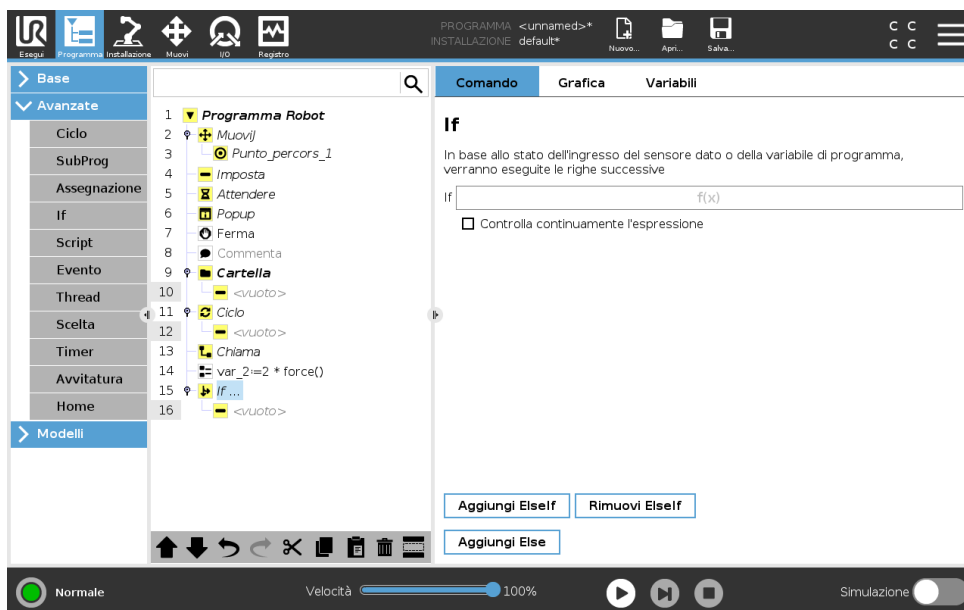 UR
PROGRAMMA <unnamed>*
INSTALLAZIONE default*
Esegui Programma Installazione Muovi I/O Registro
Nuovo... Apri... Salva...
C C
C C
Base
Avanzate
Ciclo
SubProg
Assegnazione
If
Script
Evento
Thread
Scelta
Timer
Avvitatura
Home
Modelli
1 Programma Robot
2 MuoviJ
3 Punto_percors_1
4 Imposta
5 Attendere
6 Popup
7 Ferma
8 Commenta
9 Cartella
10 <vuoto>
11 Ciclo
12 <vuoto>
13 Chiama
14 var_2:=2 * force()
15 If ...
16 <vuoto>
Comando Grafica Variabili
If
In base allo stato dell'ingresso del sensore dato o della variabile di programma,
verranno eseguite le righe successive
If f(x)
Controlla continuamente l'espressione
Aggiungi ElseIf Rimuovi ElseIf
Aggiungi Else
Normale Velocità 100% Simulazione